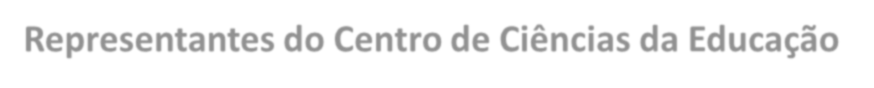 Representantes do Centro de Ciências da Educação